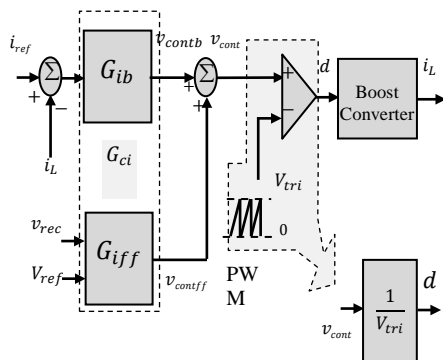 i_ref
+
−
Σ
i_L
G_ib
v_contb
v_cont
+
+
Σ
G_ci
v_rec
V_ref
G_iff
v_contff
+
−
d
V_tri
0
PW
M
Boost
Converter
i_L
v_cont
1
V_tri
d